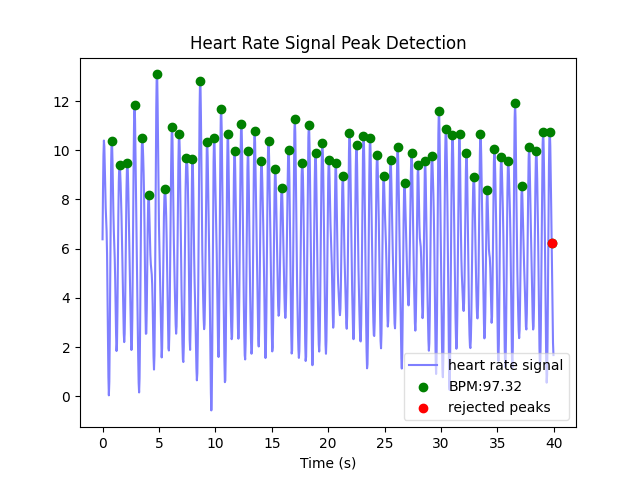 Heart Rate Signal Peak Detection
12
10
8
6
4
2
0
heart rate signal
BPM:97.32
rejected peaks
0 5 10 15 20 25 30 35 40
Time (s)